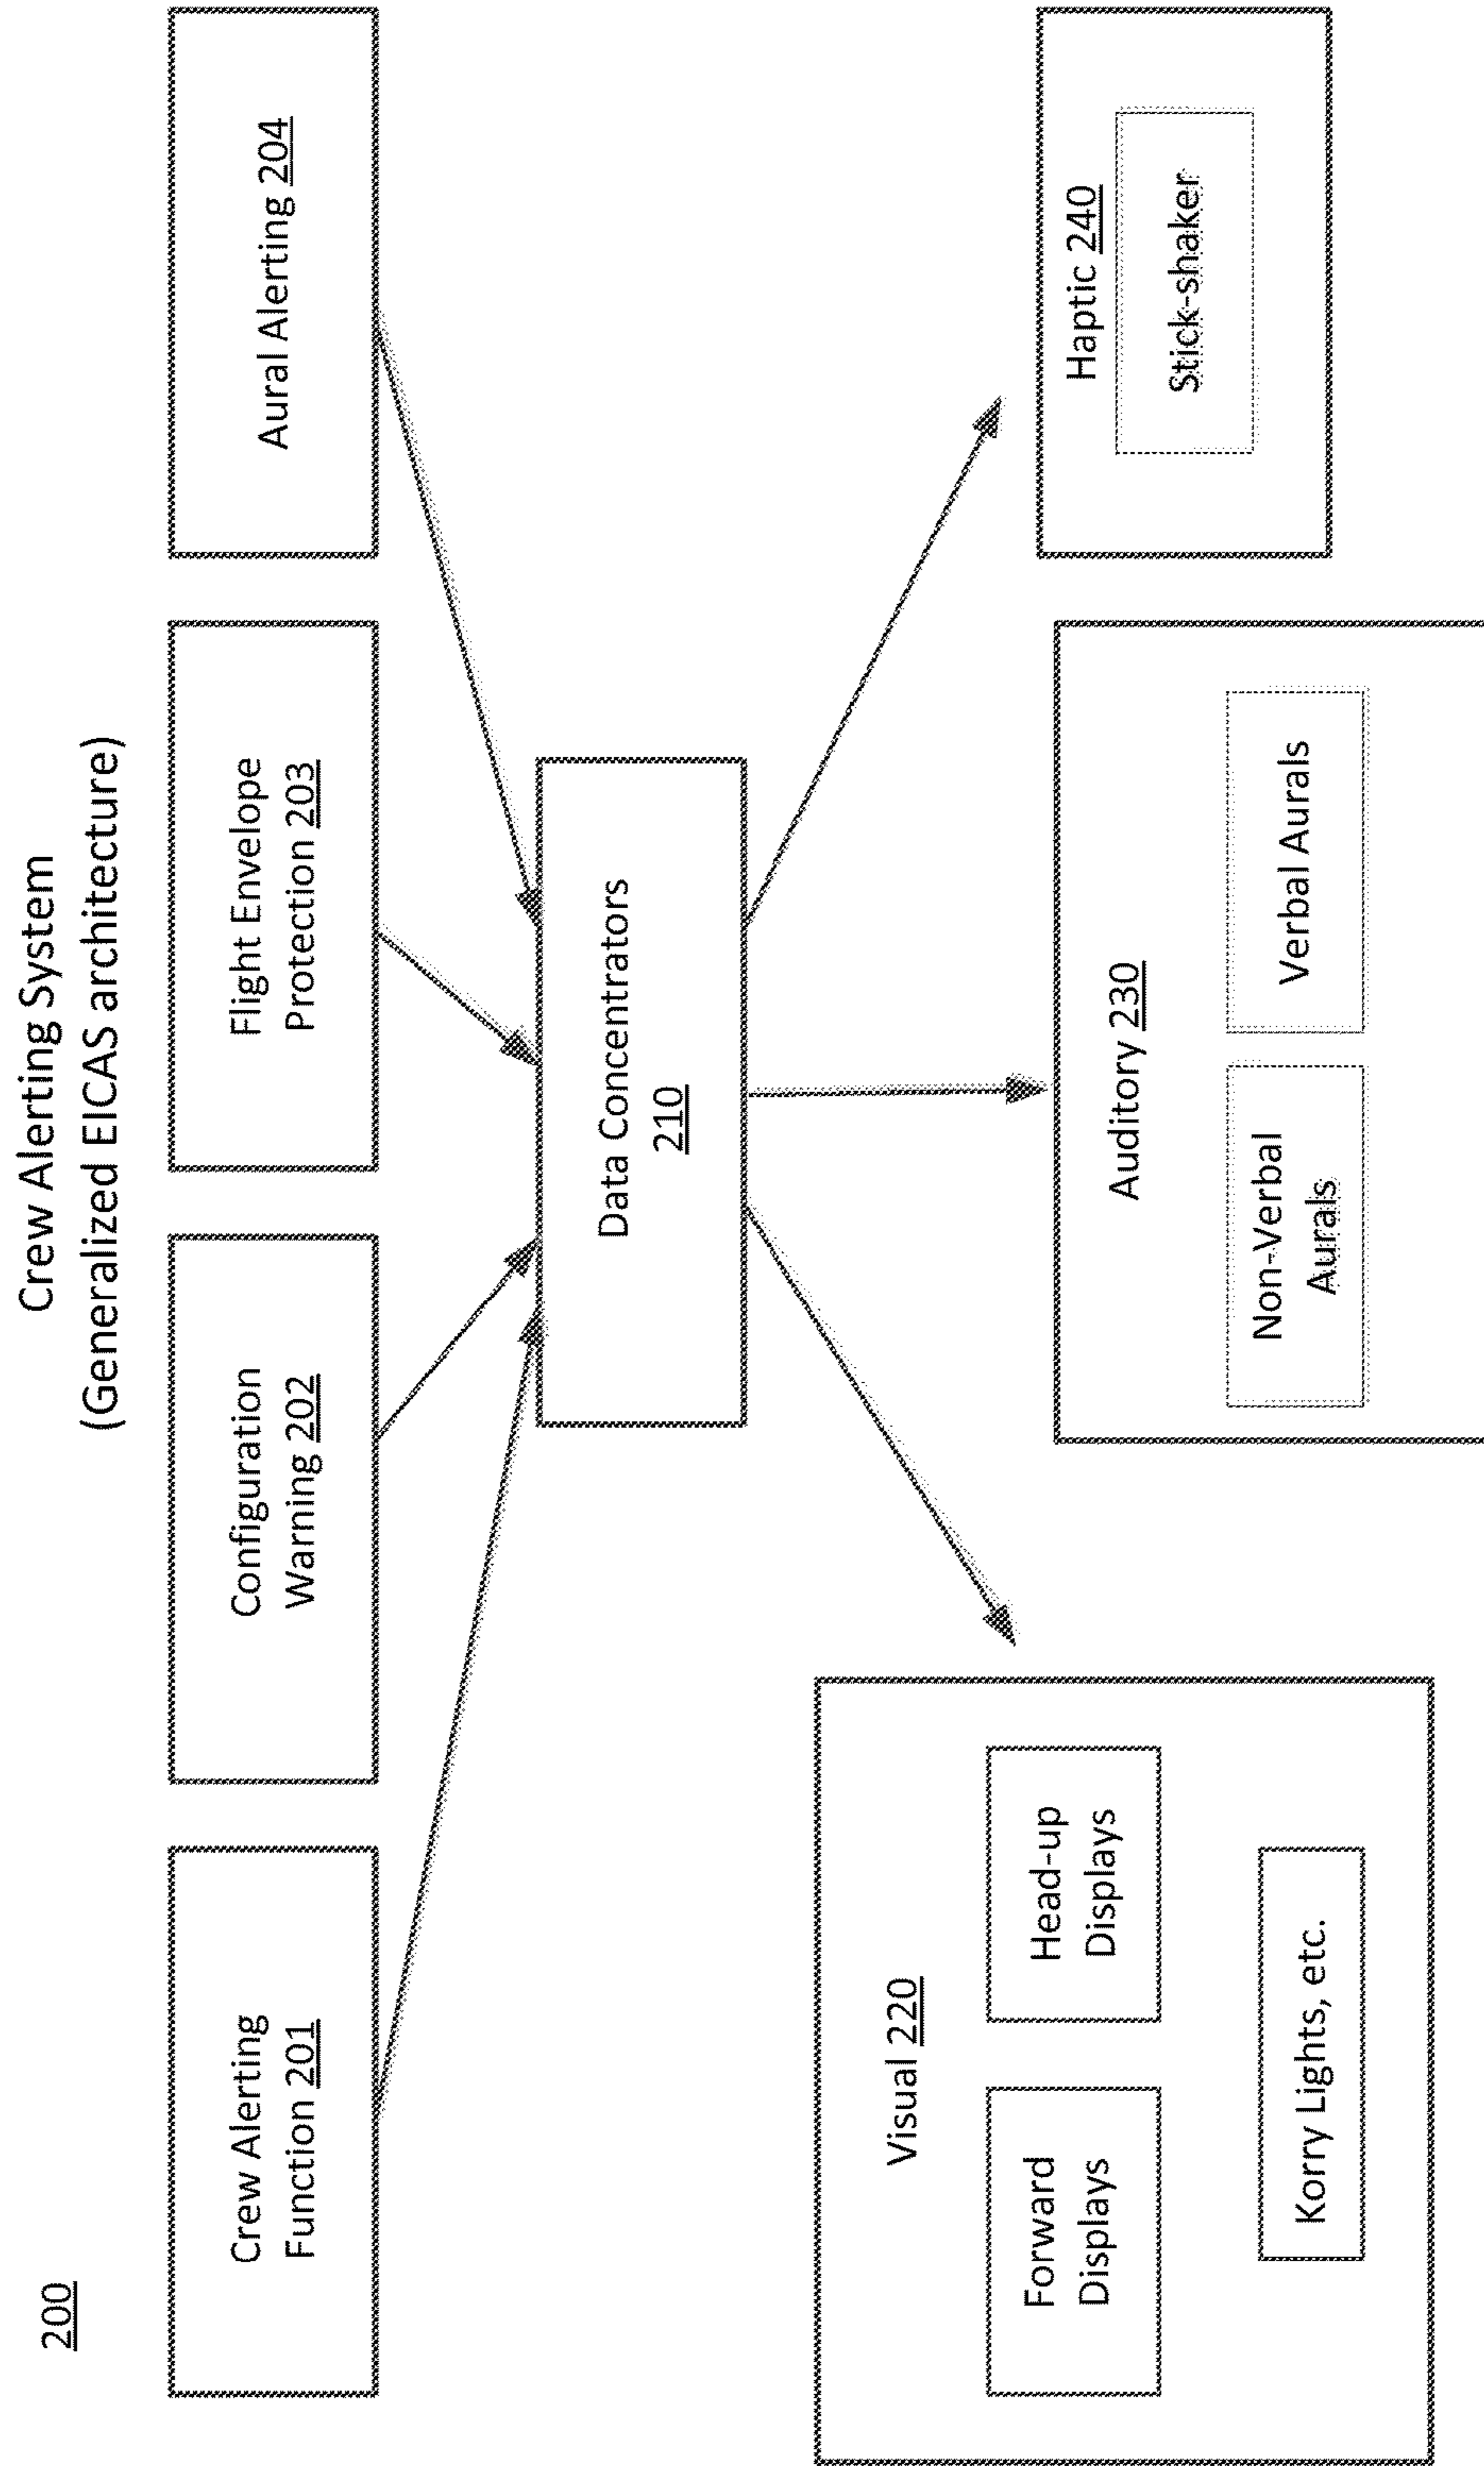 200
Crew Alerting System
(Generalized EICAS architecture)
Crew Alerting
Function 201
Configuration
Warning 202
Flight Envelope
Protection 203
Aural Alerting 204
Data Concentrators
210
Visual 220
Forward
Displays
Head-up
Displays
Korry Lights, etc.
Auditory 230
Non-Verbal
Aurals
Verbal Aurals
Haptic 240
Stick-shaker